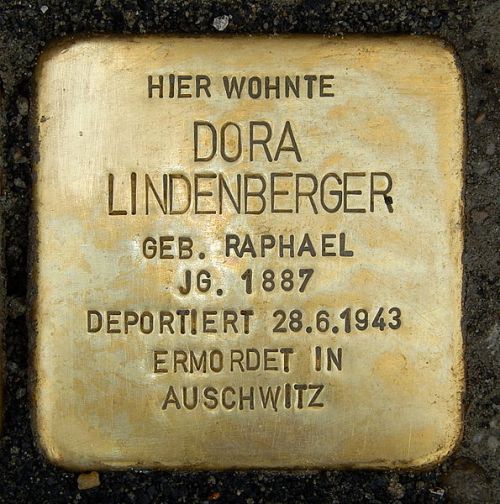 HIER WOHNTE
DORA
LINDENBERGER
GEB. RAPHAEL
JG. 1887
DEPORTIERT 28.6.1943
ERMORDET IN
AUSCHWITZ